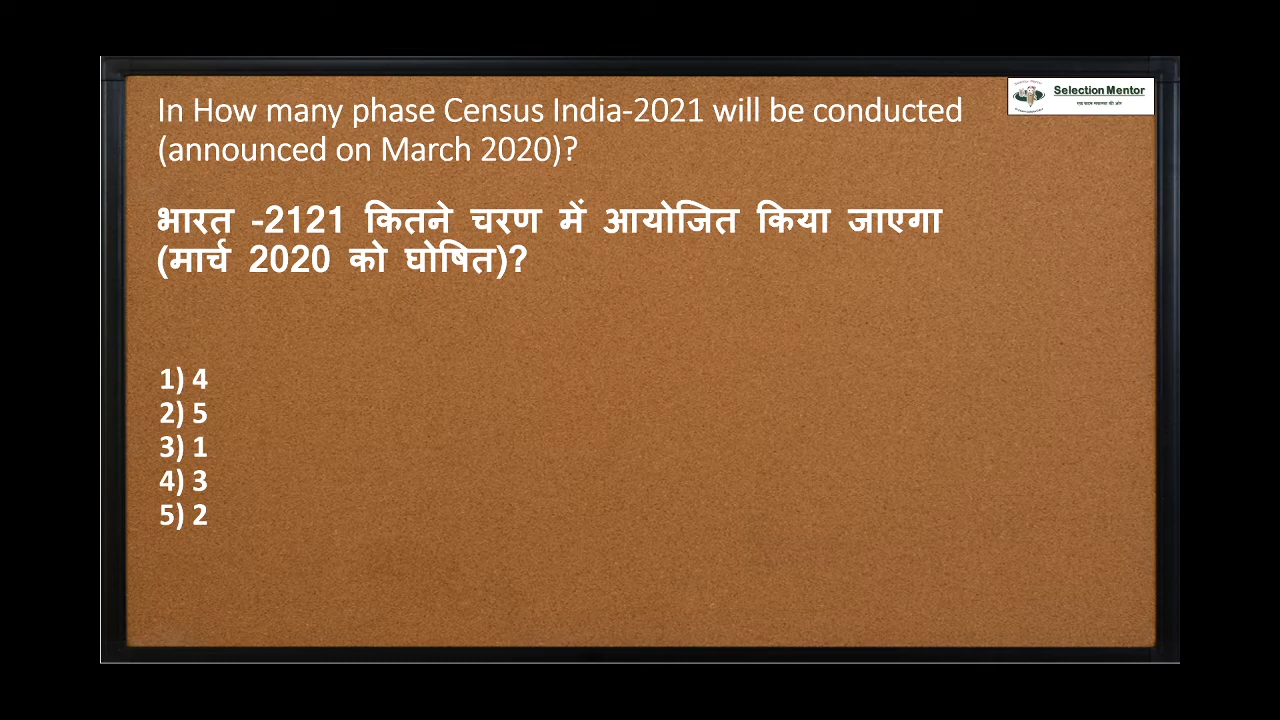 In How many phase Census India-2021 will be conducted
(announced on March 2020)?
भारत -2121 कितने चरण में आयोजित किया जाएगा
(मार्च 2020 को घोषित)?
1) 4
2) 5
3) 1
4) 3
5) 2
Selection Mentor